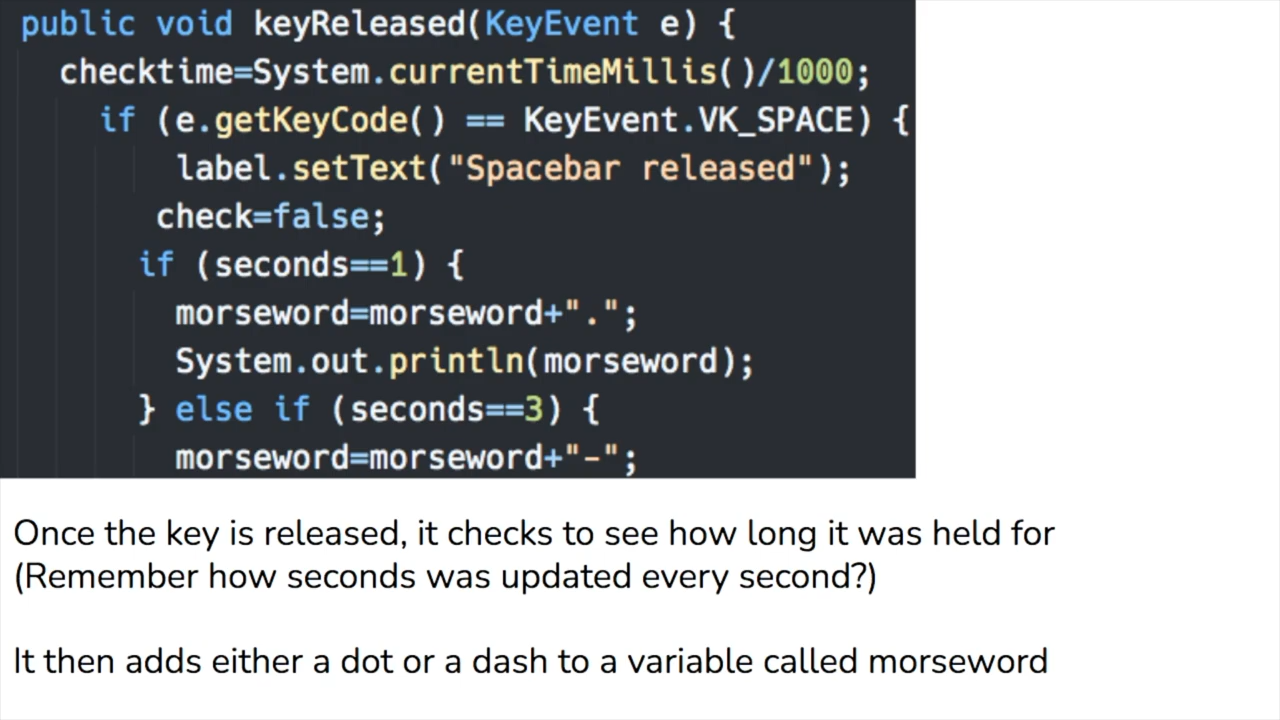 public void keyReleased(KeyEvent e) {
checktime=System.currentTimeMillis()/1000;
if (e.getKeyCode() == KeyEvent.VK_SPACE) {
label.setText("Spacebar released");
check=false;
if (seconds==1) {
morseword=morseword+".";
System.out.println(morseword);
} else if (seconds==3) {
morseword=morseword+"-";
Once the key is released, it checks to see how long it was held for
(Remember how seconds was updated every second?)
It then adds either a dot or a dash to a variable called morseword